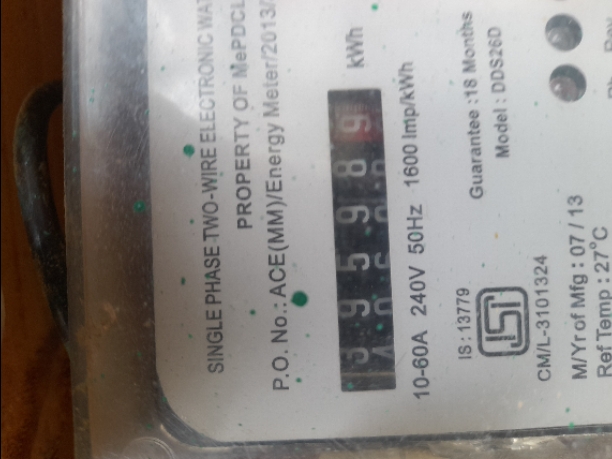 SINGLE PHASE TWO-WIRE ELECTRONIC
PROPERTY OF MePDCL
P.O. No.: ACE(MM)/Energy Meter/2013/
395989 kWh
10-60A 240V 50Hz 1600 Imp/kWh
IS : 13779
Guarantee : 18 Months
Model : DDS26D
CM/L-3101324
M/Yr of Mfg : 07 / 13
Ref Temp : 27°C